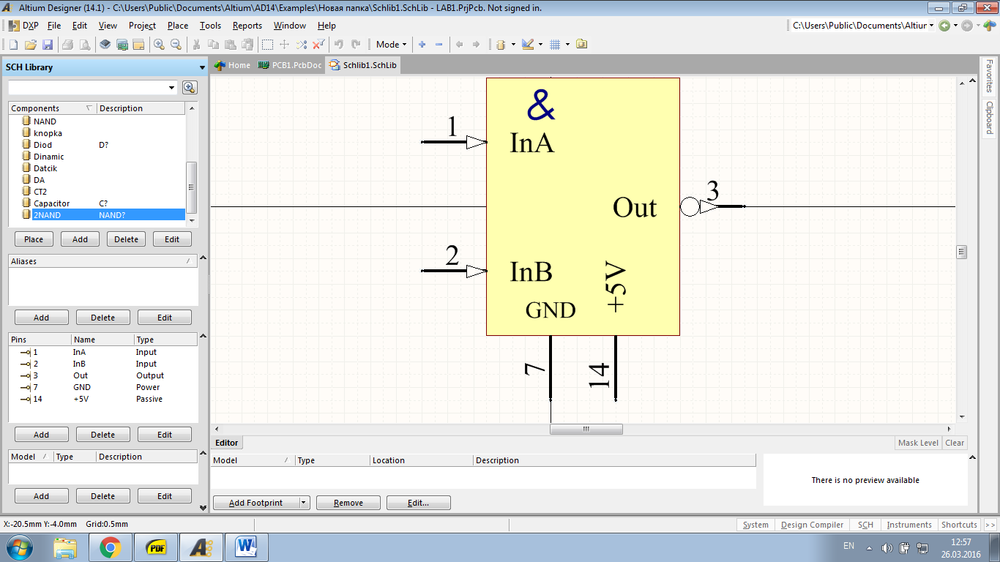 Altium Designer (14.1) - C:\Users\Public\Documents\Altium\AD14\Examples\Новая папка\Schlib1.SchLib - LAB1.PrjPcb. Not signed in.
DXP File Edit View Project Place Tools Reports Window Help C:\Users\Public\Documents\Altium
Mode
SCH Library
Home PCB1.PcbDoc Schlib1.SchLib
Favorites
Clipboard
Components Description
NAND
knopka
Diod D?
Dinamic
Datcik
DA
CT2
Capacitor C?
2NAND NAND?
Place Add Delete Edit
Aliases
Add Delete Edit
Pins Name Type
1 InA Input
2 InB Input
3 Out Output
7 GND Power
14 +5V Passive
Add Delete Edit
Model Type Description
Add Delete Edit
&
1
InA
3
Out
2
InB
+5V
GND
7
14
Editor Mask Level Clear
Model Type Location Description
There is no preview available
Add Footprint Remove Edit...
X:-20.5mm Y:-4.0mm Grid:0.5mm System Design Compiler SCH Instruments Shortcuts >>
PDF
EN
12:57
26.03.2016